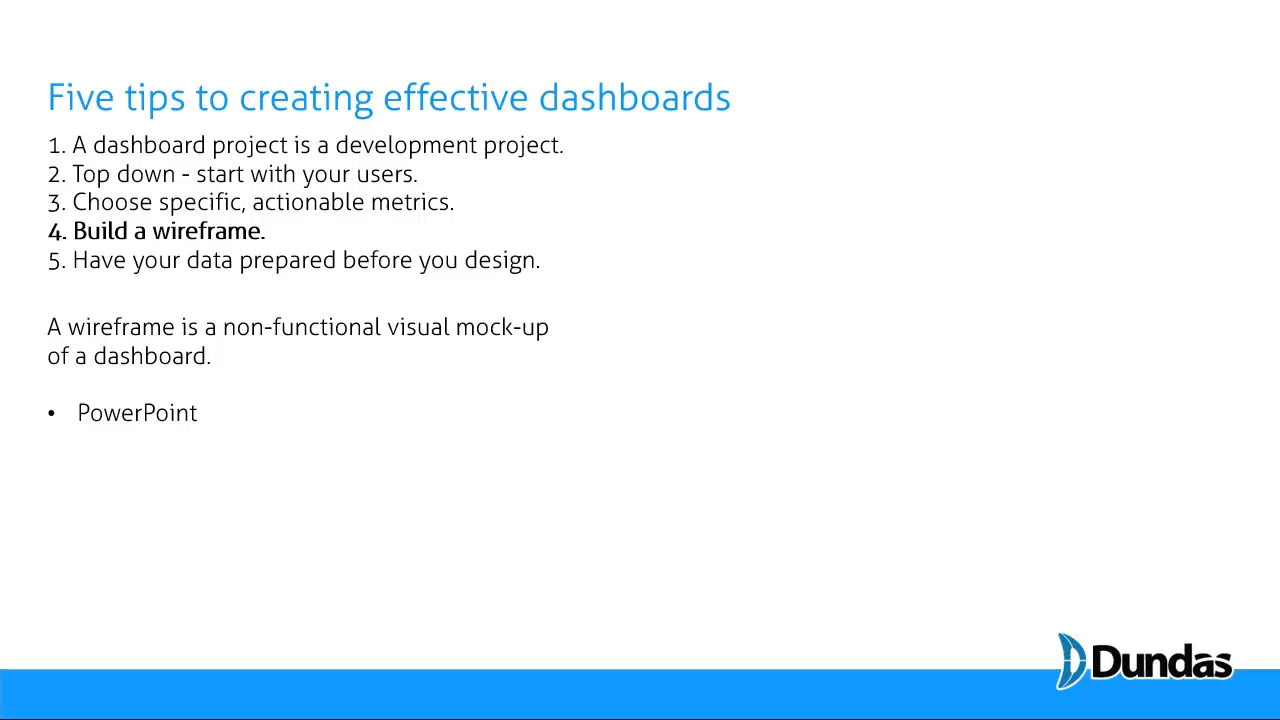 Five tips to creating effective dashboards
1. A dashboard project is a development project.
2. Top down - start with your users.
3. Choose specific, actionable metrics.
4. Build a wireframe.
5. Have your data prepared before you design.
A wireframe is a non-functional visual mock-up
of a dashboard.
• PowerPoint
Dundas